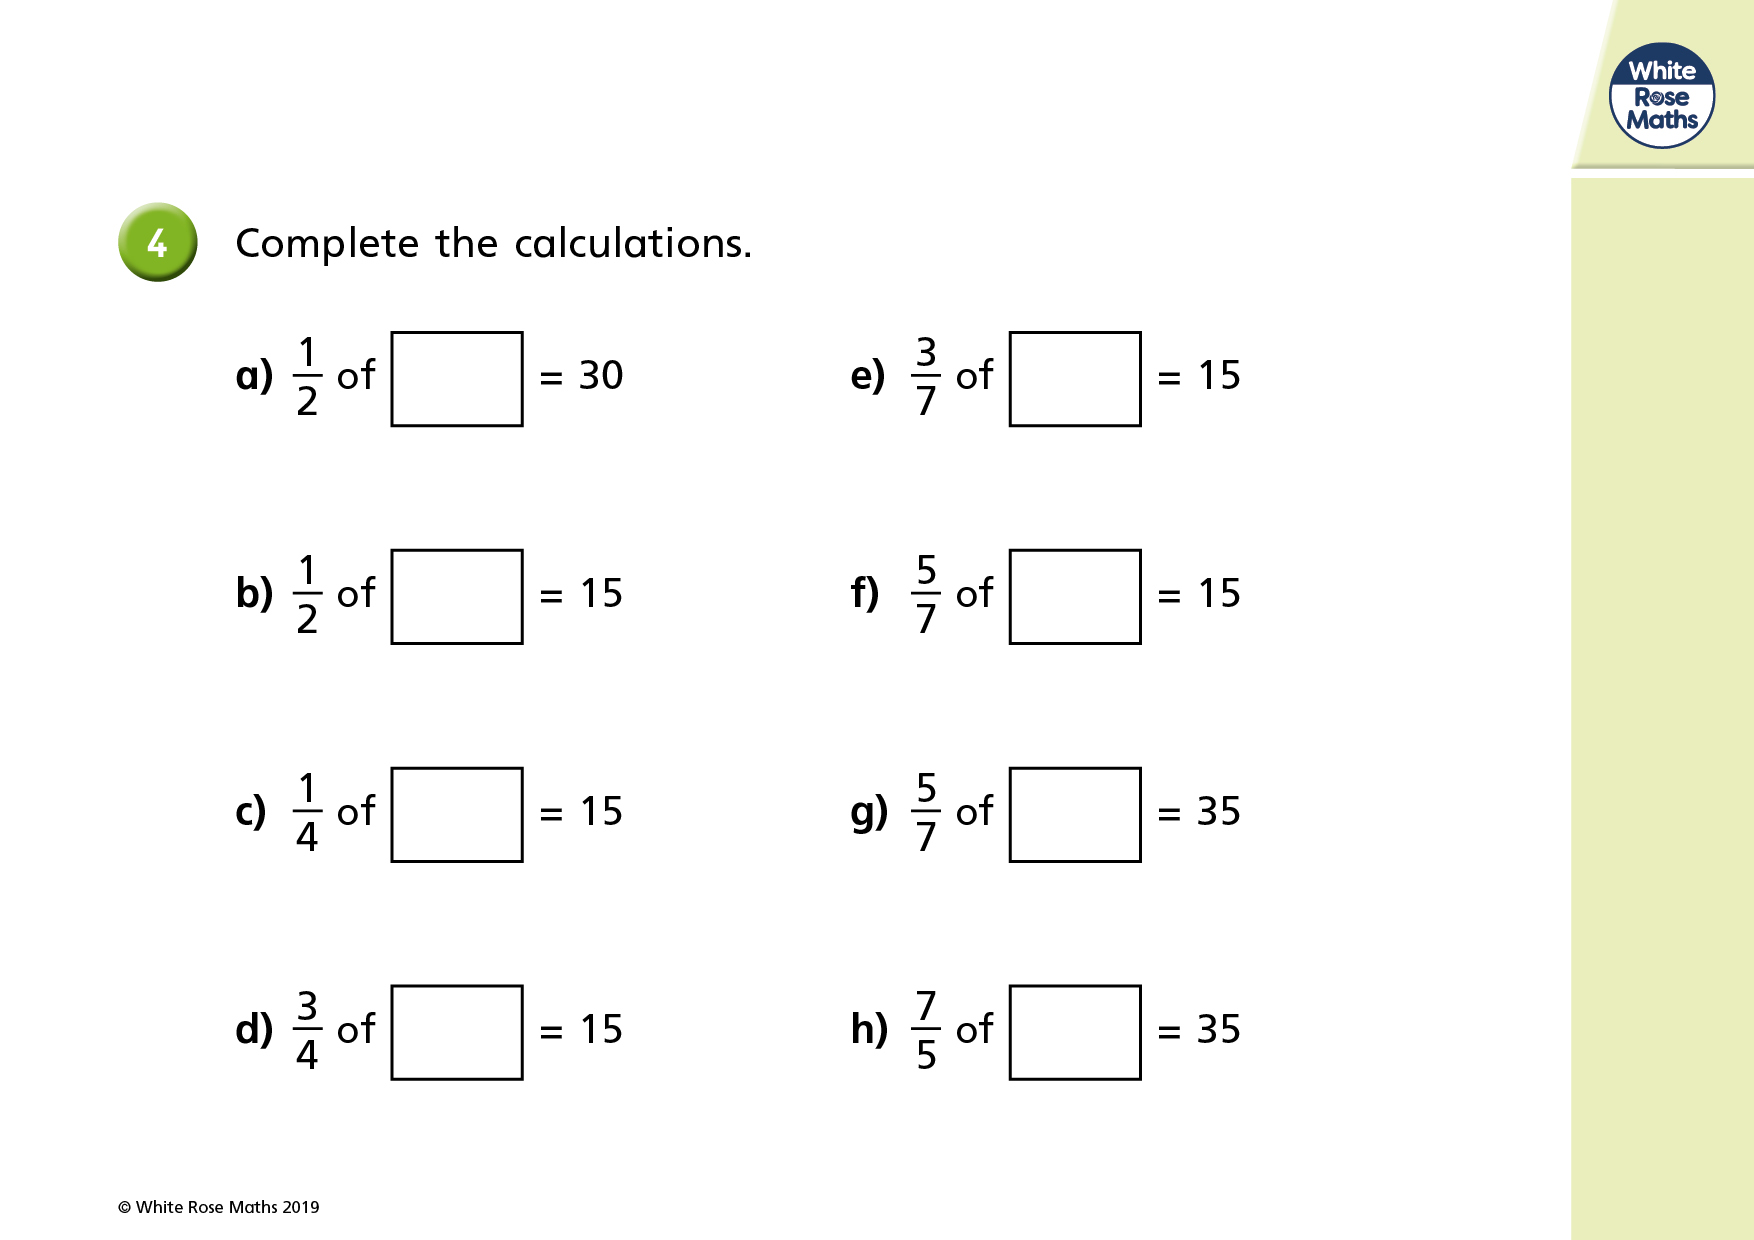 White
Rose
Maths
4 Complete the calculations.
a) 1/2 of = 30
b) 1/2 of = 15
c) 1/4 of = 15
d) 3/4 of = 15
e) 3/7 of = 15
f) 5/7 of = 15
g) 5/7 of = 35
h) 7/5 of = 35
© White Rose Maths 2019